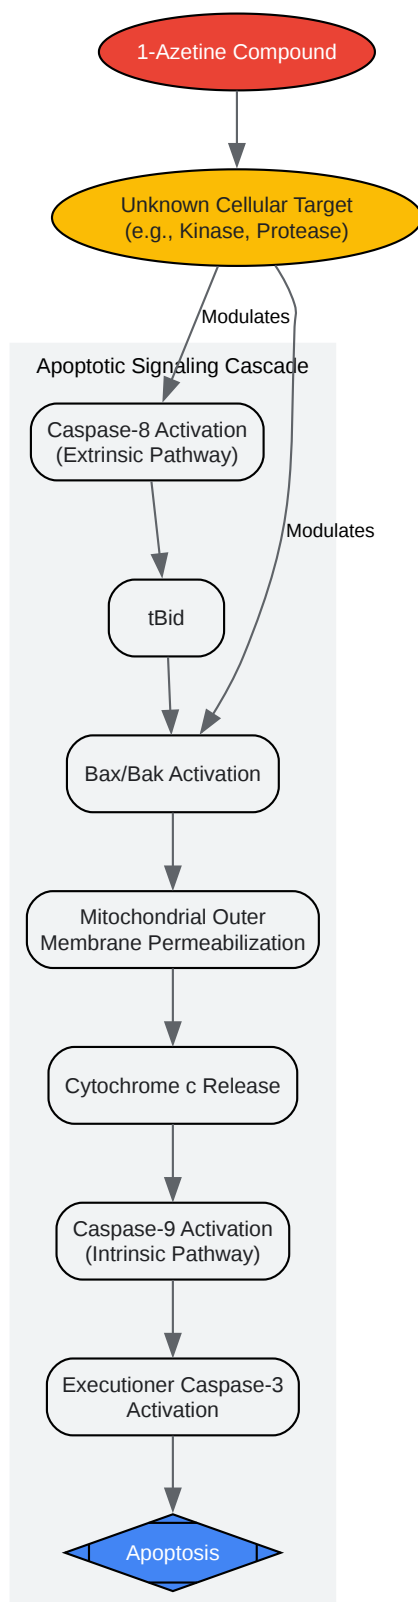 1-Azetine Compound
Unknown Cellular Target
(e.g., Kinase, Protease)
Modulates
Apoptotic Signaling Cascade
Caspase-8 Activation
(Extrinsic Pathway)
Modulates
tBid
Bax/Bak Activation
Mitochondrial Outer
Membrane Permeabilization
Cytochrome c Release
Caspase-9 Activation
(Intrinsic Pathway)
Executioner Caspase-3
Activation
Apoptosis